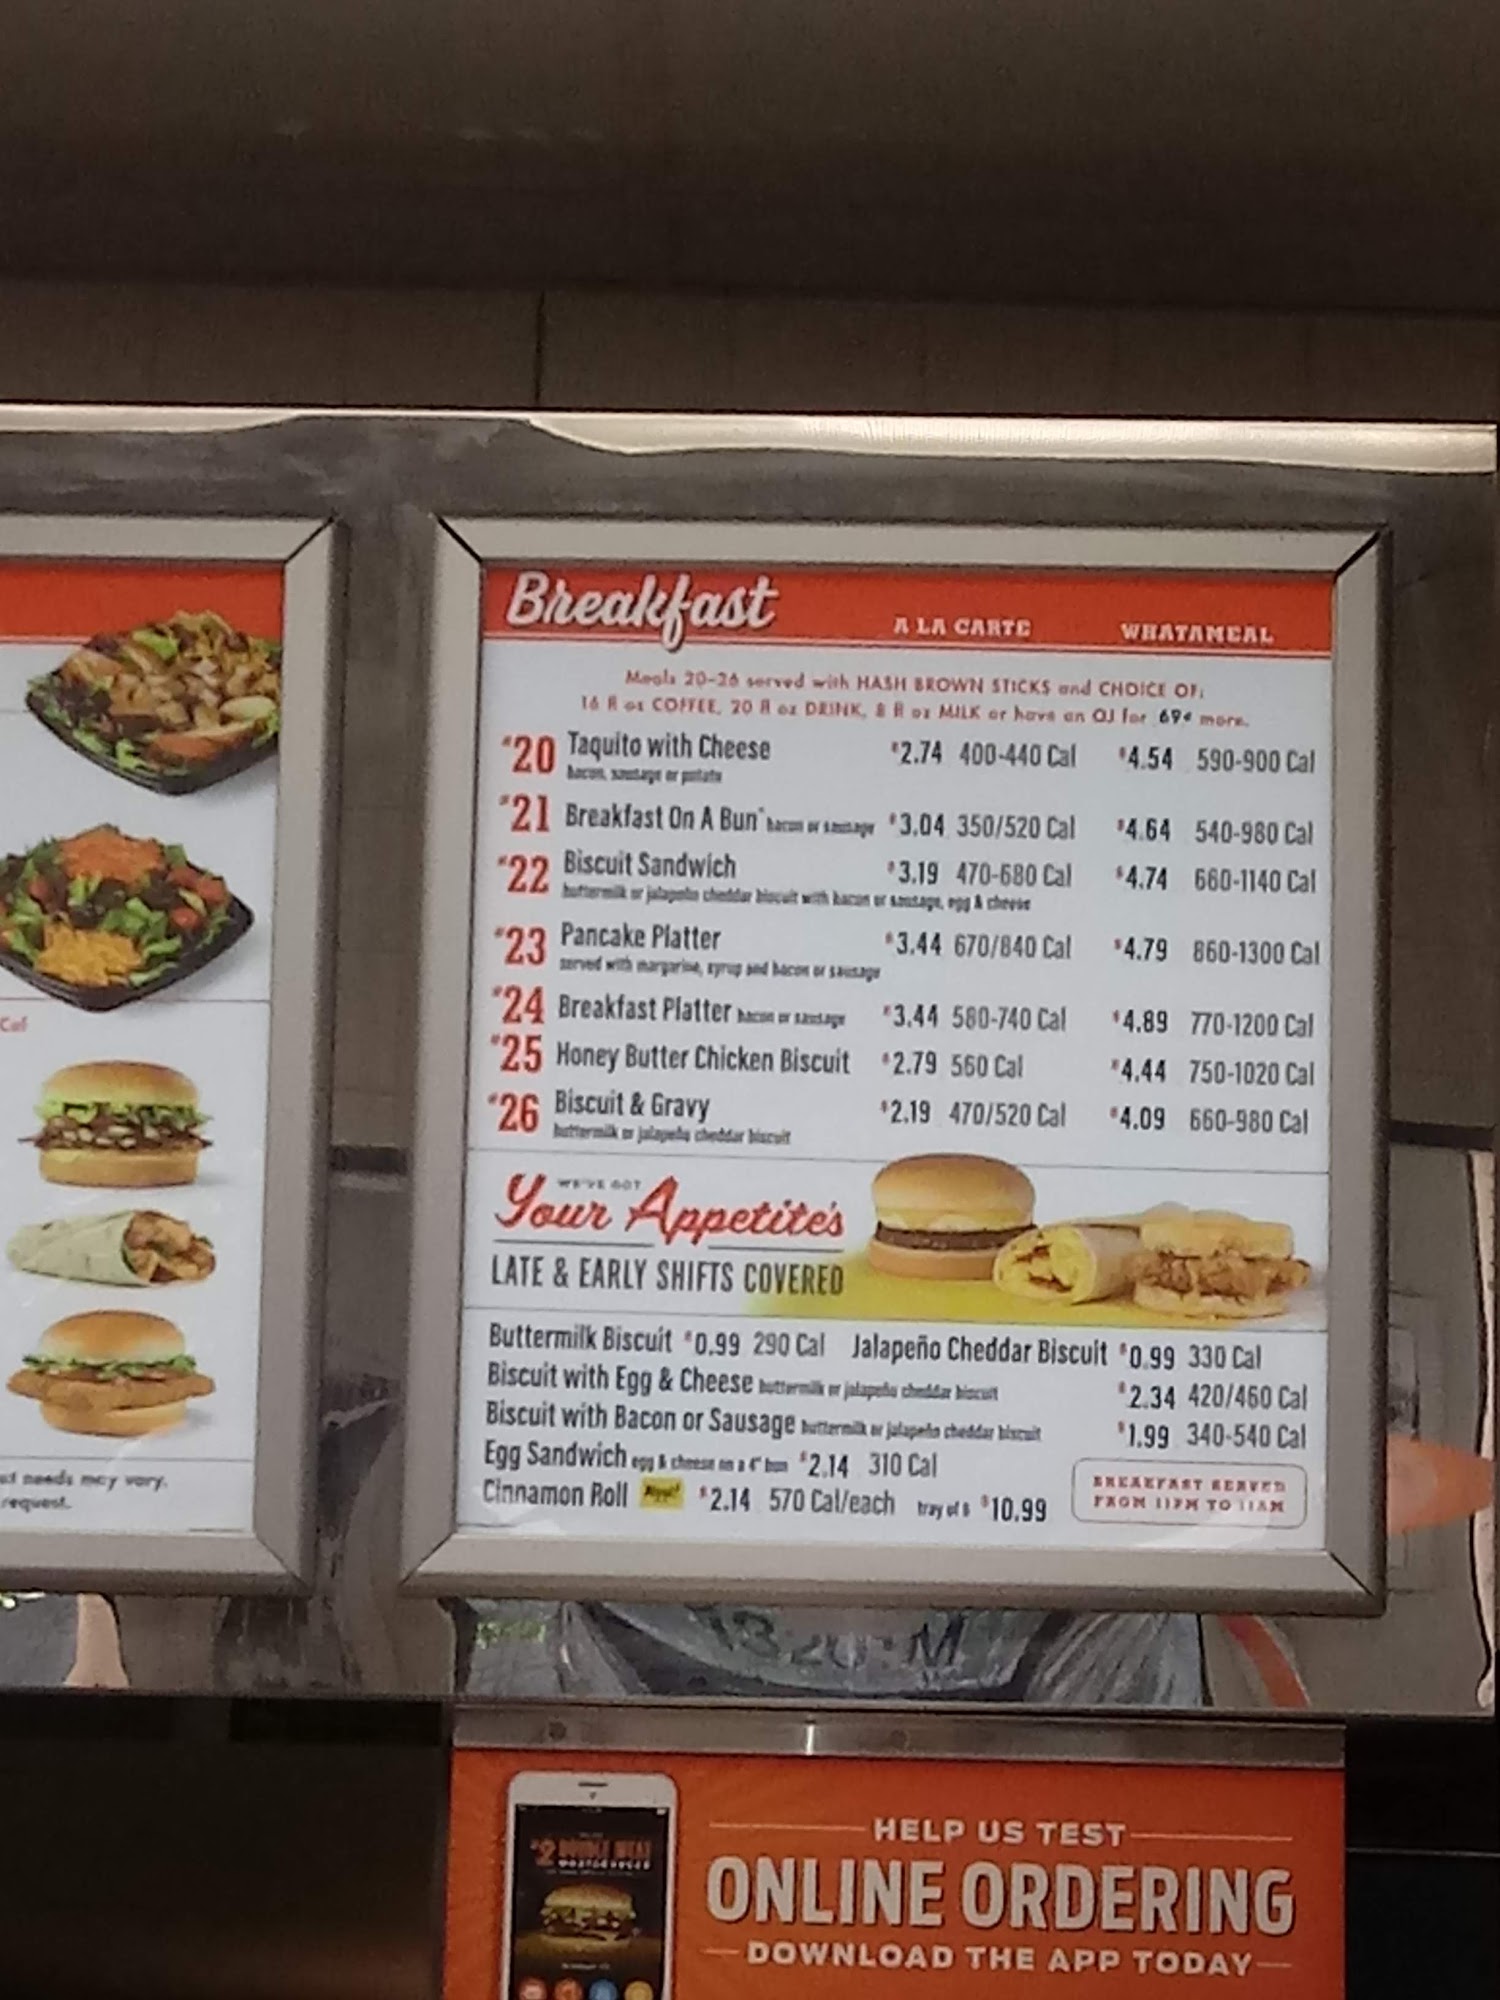 Cal
ut needs may vary.
request.
Breakfast A LA CARTE WHATAMEAL
Meals 20-26 served with HASH BROWN STICKS and CHOICE OF:
16 fl oz COFFEE, 20 fl oz DRINK, 8 fl oz MILK or have an OJ for 69¢ more.
#20 Taquito with Cheese $2.74 400-440 Cal $4.54 590-900 Cal
bacon, sausage or potato
#21 Breakfast On A Bun® bacon or sausage $3.04 350/520 Cal $4.64 540-980 Cal
#22 Biscuit Sandwich $3.19 470-680 Cal $4.74 660-1140 Cal
buttermilk or jalapeño cheddar biscuit with bacon or sausage, egg & cheese
#23 Pancake Platter $3.44 670/840 Cal $4.79 860-1300 Cal
served with margarine, syrup and bacon or sausage
#24 Breakfast Platter bacon or sausage $3.44 580-740 Cal $4.89 770-1200 Cal
#25 Honey Butter Chicken Biscuit $2.79 560 Cal $4.44 750-1020 Cal
#26 Biscuit & Gravy $2.19 470/520 Cal $4.09 660-980 Cal
buttermilk or jalapeño cheddar biscuit
WE'VE GOT
Your Appetite's
LATE & EARLY SHIFTS COVERED
Buttermilk Biscuit $0.99 290 Cal Jalapeño Cheddar Biscuit $0.99 330 Cal
Biscuit with Egg & Cheese buttermilk or jalapeño cheddar biscuit $2.34 420/460 Cal
Biscuit with Bacon or Sausage buttermilk or jalapeño cheddar biscuit $1.99 340-540 Cal
Egg Sandwich egg & cheese on a 4" bun $2.14 310 Cal
Cinnamon Roll New! $2.14 570 Cal/each tray of 8 $10.99
BREAKFAST SERVED
FROM 11PM TO 11AM
HELP US TEST
ONLINE ORDERING
DOWNLOAD THE APP TODAY
#2 DOUBLE MEAT
WHATABURGER